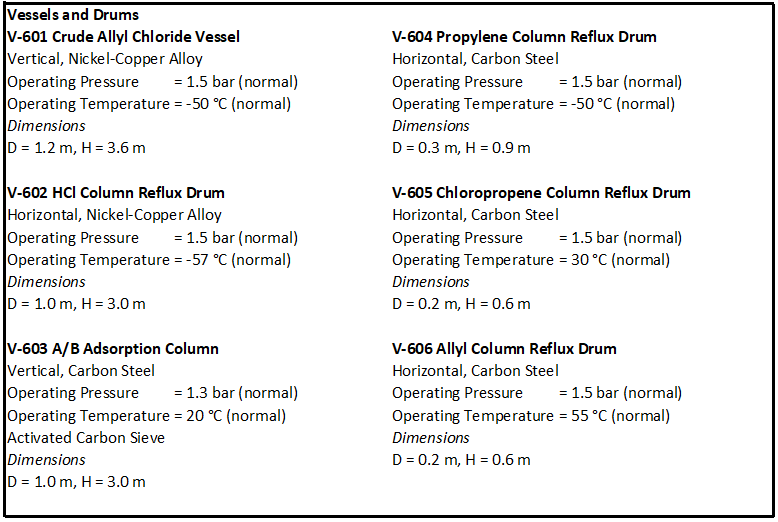 Vessels and Drums
V-601 Crude Allyl Chloride Vessel
Vertical, Nickel-Copper Alloy
Operating Pressure = 1.5 bar (normal)
Operating Temperature = -50 °C (normal)
Dimensions
D = 1.2 m, H = 3.6 m
V-602 HCl Column Reflux Drum
Horizontal, Nickel-Copper Alloy
Operating Pressure = 1.5 bar (normal)
Operating Temperature = -57 °C (normal)
Dimensions
D = 1.0 m, H = 3.0 m
V-603 A/B Adsorption Column
Vertical, Carbon Steel
Operating Pressure = 1.3 bar (normal)
Operating Temperature = 20 °C (normal)
Activated Carbon Sieve
Dimensions
D = 1.0 m, H = 3.0 m
V-604 Propylene Column Reflux Drum
Horizontal, Carbon Steel
Operating Pressure = 1.5 bar (normal)
Operating Temperature = -50 °C (normal)
Dimensions
D = 0.3 m, H = 0.9 m
V-605 Chloropropene Column Reflux Drum
Horizontal, Carbon Steel
Operating Pressure = 1.5 bar (normal)
Operating Temperature = 30 °C (normal)
Dimensions
D = 0.2 m, H = 0.6 m
V-606 Allyl Column Reflux Drum
Horizontal, Carbon Steel
Operating Pressure = 1.5 bar (normal)
Operating Temperature = 55 °C (normal)
Dimensions
D = 0.2 m, H = 0.6 m